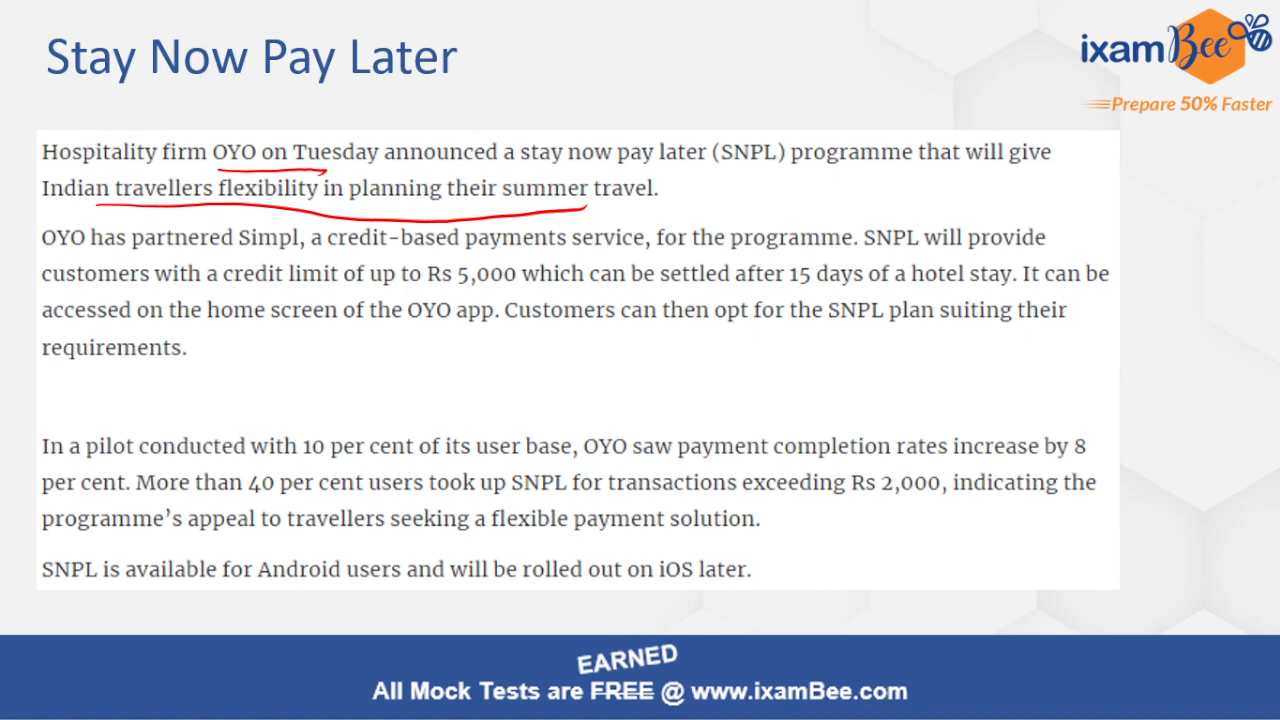 Stay Now Pay Later
ixamBee
Prepare 50% Faster
Hospitality firm OYO on Tuesday announced a stay now pay later (SNPL) programme that will give
Indian travellers flexibility in planning their summer travel.
OYO has partnered Simpl, a credit-based payments service, for the programme. SNPL will provide
customers with a credit limit of up to Rs 5,000 which can be settled after 15 days of a hotel stay. It can be
accessed on the home screen of the OYO app. Customers can then opt for the SNPL plan suiting their
requirements.
In a pilot conducted with 10 per cent of its user base, OYO saw payment completion rates increase by 8
per cent. More than 40 per cent users took up SNPL for transactions exceeding Rs 2,000, indicating the
programme's appeal to travellers seeking a flexible payment solution.
SNPL is available for Android users and will be rolled out on iOS later.
EARNED
All Mock Tests are FREE @ www.ixamBee.com